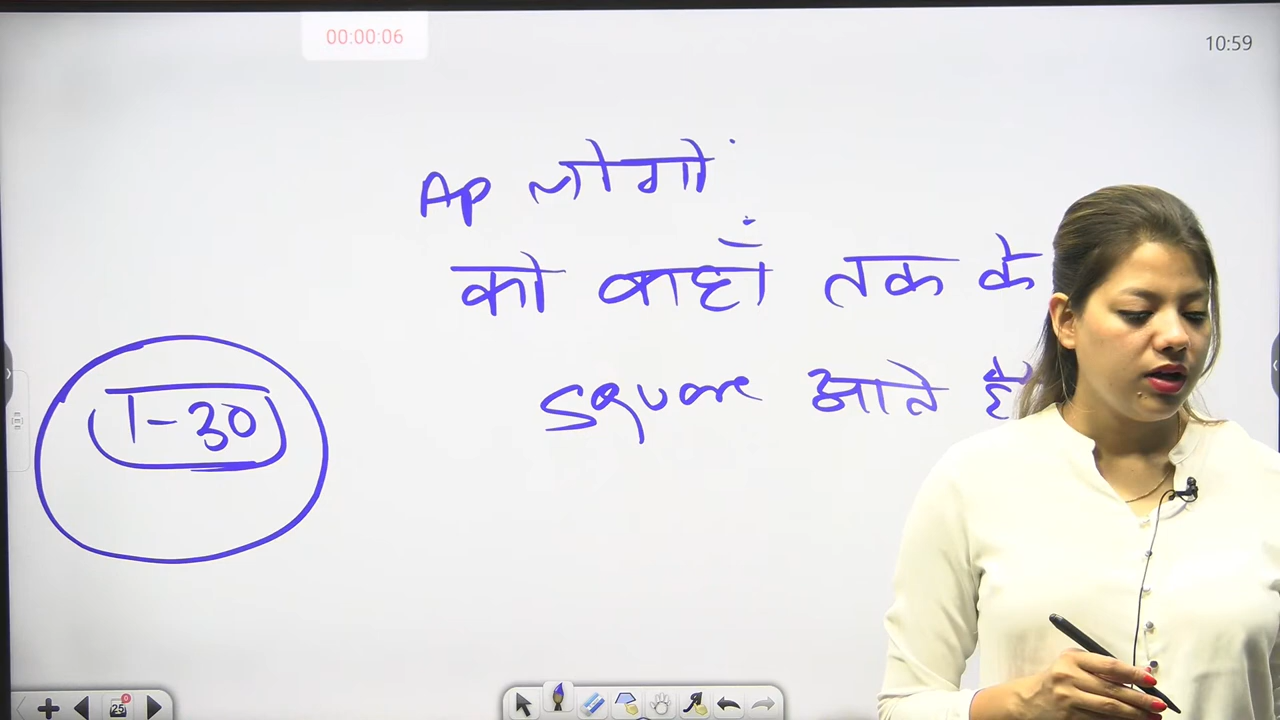 00:00:06
10:59
Ap लोगों
को कहाँ तक के
square आते है
1-30
25